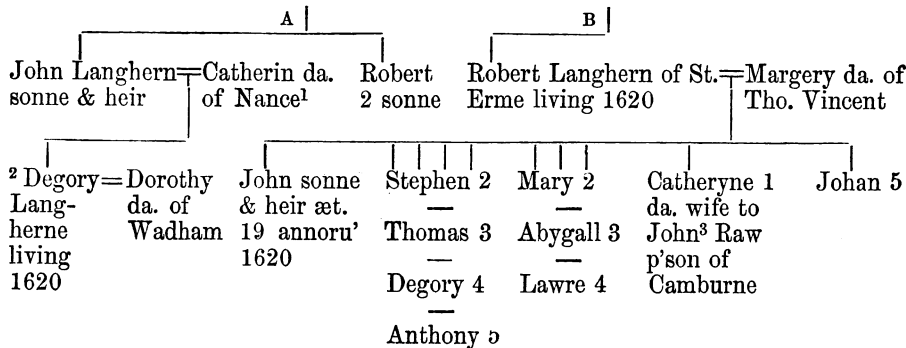 A
B
John Langhern=Catherin da.
sonne & heir
of Nance¹
Robert
2 sonne
Robert Langhern of St.=Margery da. of
Erme living 1620
Tho. Vincent
² Degory=Dorothy
Lang-
herne
living
1620
da. of
Wadham
John sonne
& heir æt.
19 annoru'
1620
Stephen 2
—
Thomas 3
—
Degory 4
—
Anthony 5
Mary 2
—
Abygall 3
—
Lawre 4
Catheryne 1
da. wife to
John³ Raw
p'son of
Camburne
Johan 5